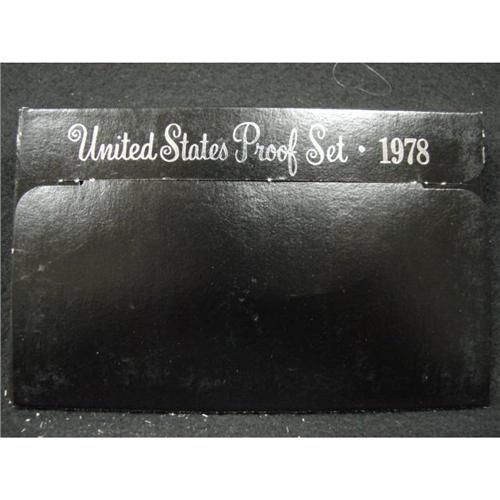 United States Proof Set · 1978